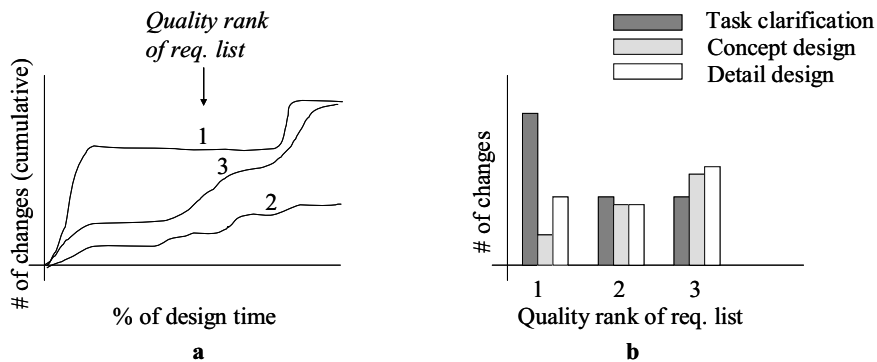 Quality rank
of req. list
# of changes (cumulative)
1
3
2
% of design time
a
Task clarification
Concept design
Detail design
# of changes
1 2 3
Quality rank of req. list
b